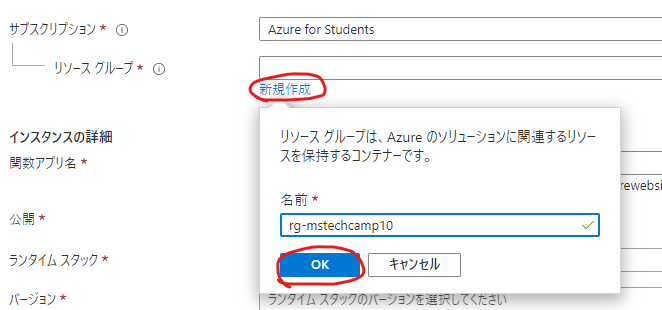 サブスクリプション *
Azure for Students
リソース グループ *
新規作成
リソース グループは、Azure のソリューションに関連するリソー
スを保持するコンテナーです。
名前 *
rg-mstechcamp10
OK
キャンセル
インスタンスの詳細
関数アプリ名 *
rewebsi
公開 *
ランタイム スタック *
バージョン *
ランタイム スタックのバージョンを選択してください